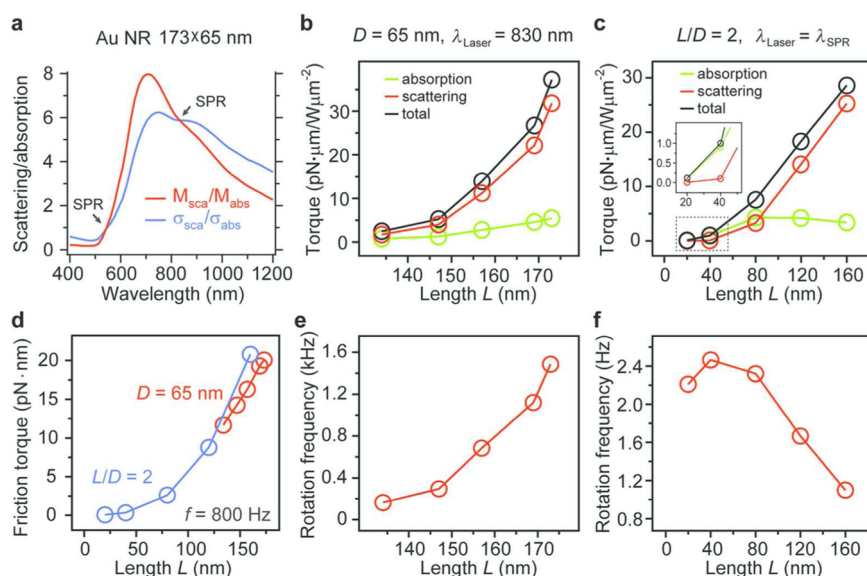 a
Au NR 173×65 nm
Scattering/absorption
8
6
4
2
0
SPR
SPR
M_sca/M_abs
σ_sca/σ_abs
400 600 800 1000 1200
Wavelength (nm)
b
D = 65 nm, λ_Laser = 830 nm
Torque (pN·μm/Wμm⁻²)
30
20
10
0
absorption
scattering
total
140 150 160 170
Length L (nm)
c
L/D = 2, λ_Laser = λ_SPR
Torque (pN·μm/Wμm⁻²)
30
20
10
0
absorption
scattering
total
1.0
0.5
0.0
20 40
0 40 80 120 160
Length L (nm)
d
Friction torque (pN·nm)
20
15
10
5
0
D = 65 nm
L/D = 2
f = 800 Hz
0 50 100 150
Length L (nm)
e
Rotation frequency (kHz)
1.6
1.2
0.8
0.4
0
140 150 160 170
Length L (nm)
f
Rotation frequency (Hz)
2.4
1.8
1.2
0.8
0 40 80 120 160
Length L (nm)